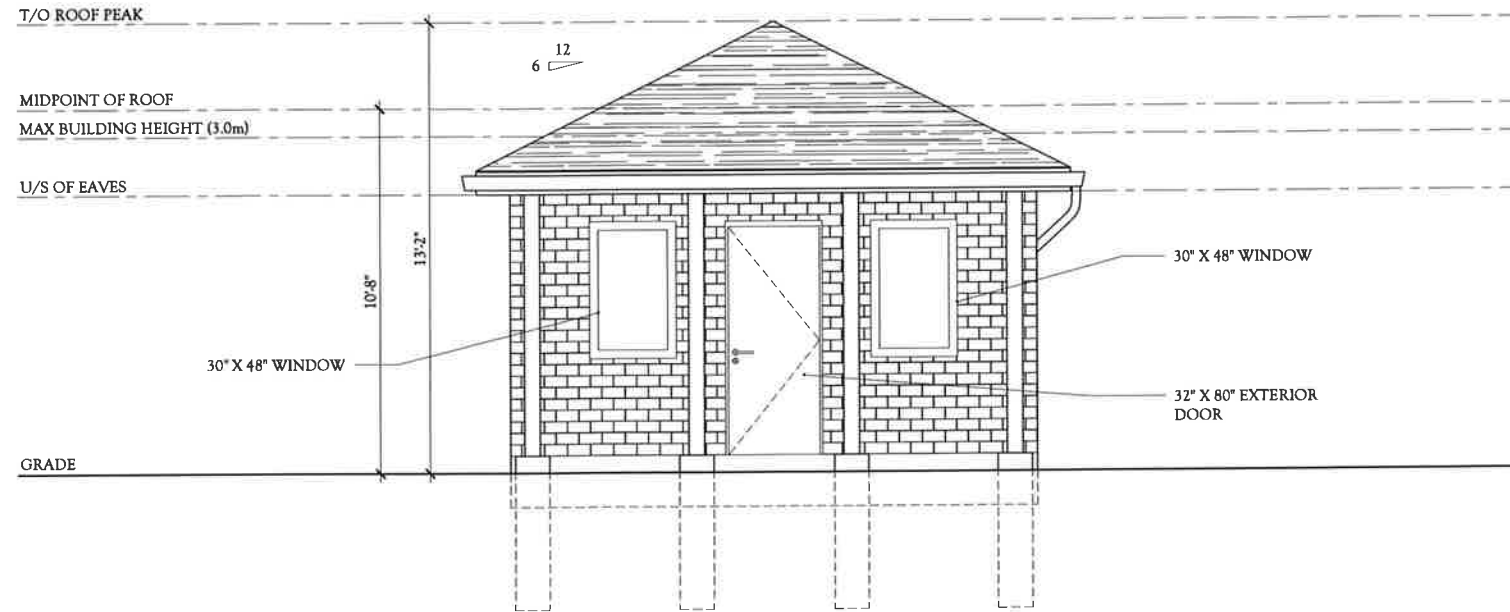 T/O ROOF PEAK
12
6
MIDPOINT OF ROOF
MAX BUILDING HEIGHT (3.0m)
U/S OF EAVES
13'-2"
10'-8"
30" X 48" WINDOW
30" X 48" WINDOW
32" X 80" EXTERIOR
DOOR
GRADE